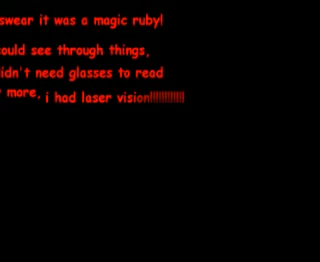 swear it was a magic ruby!
ould see through things,
idn't need glasses to read
more, i had laser vision!!!!!!!!!!!!